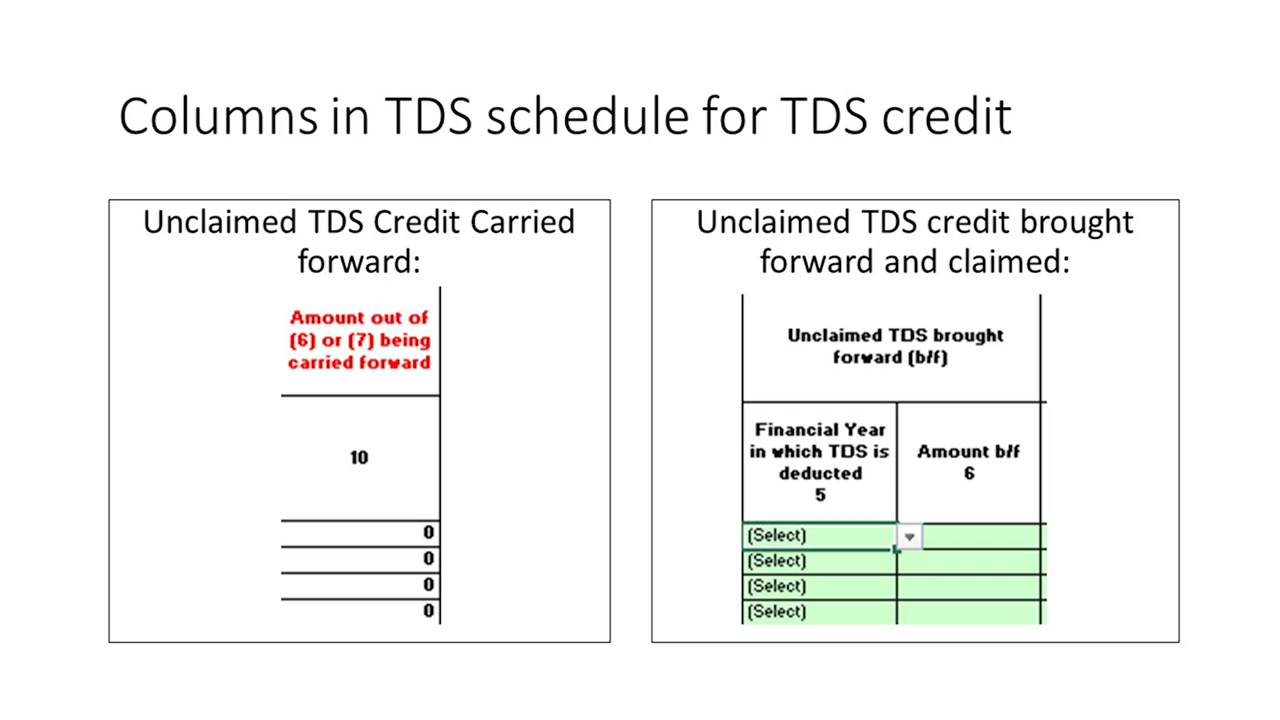 Columns in TDS schedule for TDS credit
Unclaimed TDS Credit Carried
forward:
Amount out of
(6) or (7) being
carried forward
10
0
0
0
0
Unclaimed TDS credit brought
forward and claimed:
Unclaimed TDS brought
forward (b/f)
Financial Year
in which TDS is
deducted
5
Amount b/f
6
(Select)
(Select)
(Select)
(Select)